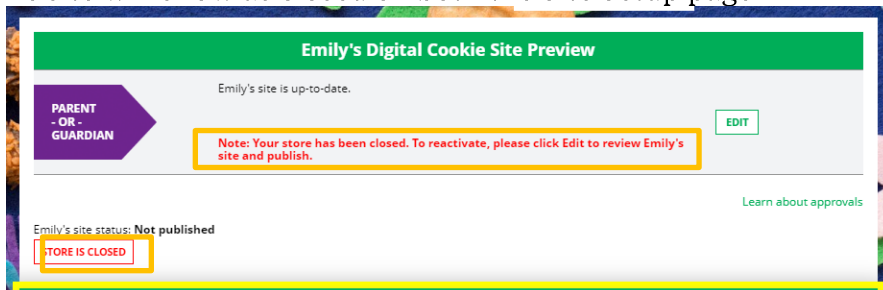 Emily's Digital Cookie Site Preview
Emily's site is up-to-date.
PARENT
- OR -
GUARDIAN
EDIT
Note: Your store has been closed. To reactivate, please click Edit to review Emily's
site and publish.
Learn about approvals
Emily's site status: Not published
STORE IS CLOSED